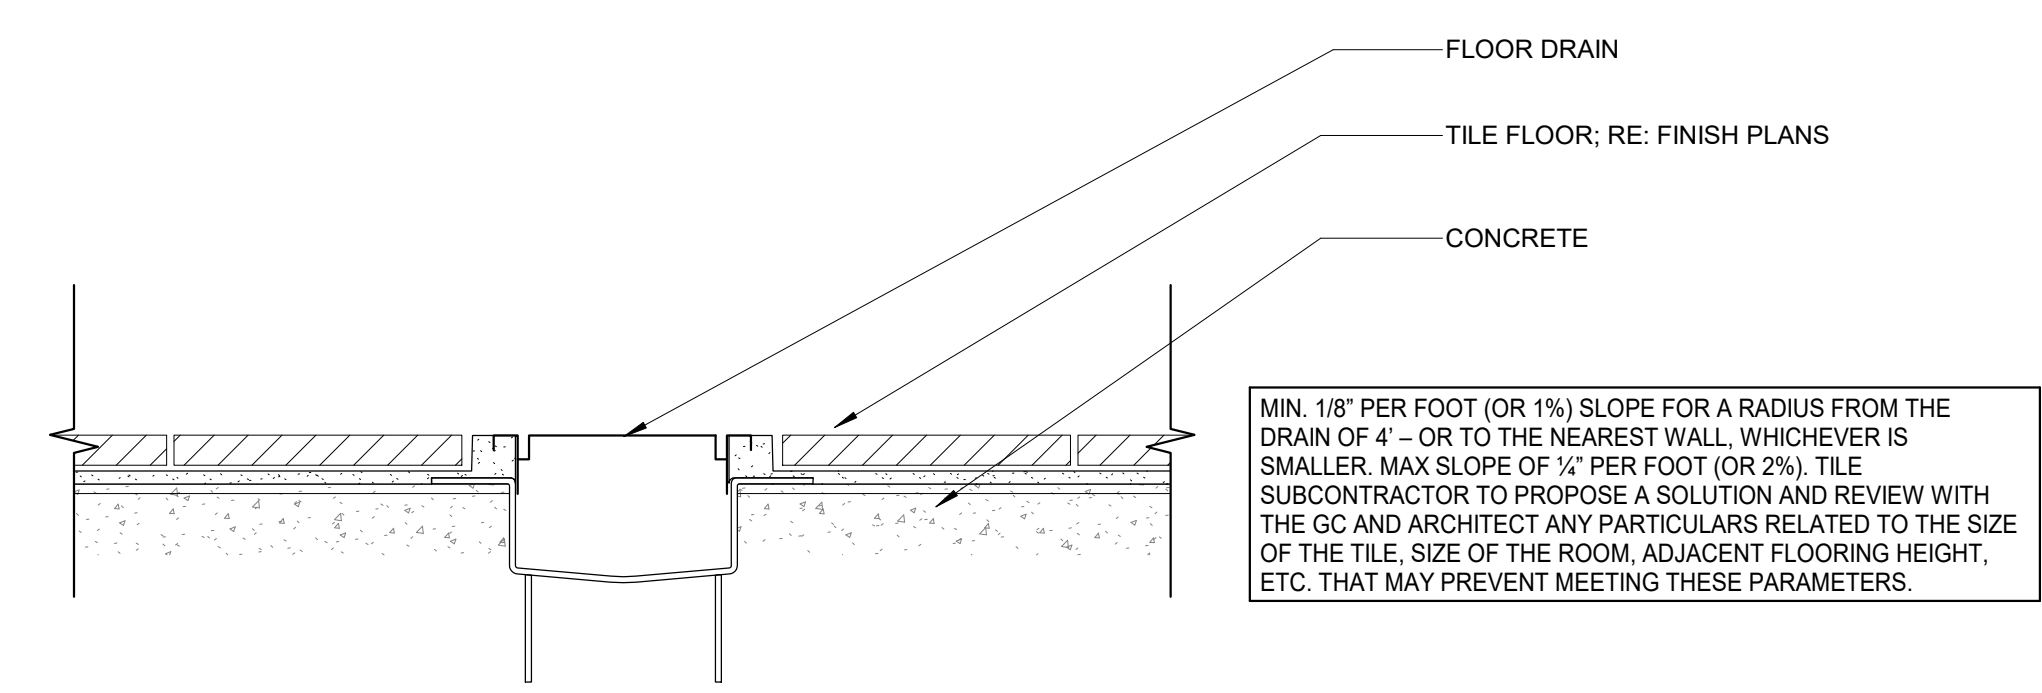 FLOOR DRAIN
TILE FLOOR; RE: FINISH PLANS
CONCRETE
MIN. 1/8” PER FOOT (OR 1%) SLOPE FOR A RADIUS FROM THE
DRAIN OF 4’ – OR TO THE NEAREST WALL, WHICHEVER IS
SMALLER. MAX SLOPE OF ¼” PER FOOT (OR 2%). TILE
SUBCONTRACTOR TO PROPOSE A SOLUTION AND REVIEW WITH
THE GC AND ARCHITECT ANY PARTICULARS RELATED TO THE SIZE
OF THE TILE, SIZE OF THE ROOM, ADJACENT FLOORING HEIGHT,
ETC. THAT MAY PREVENT MEETING THESE PARAMETERS.